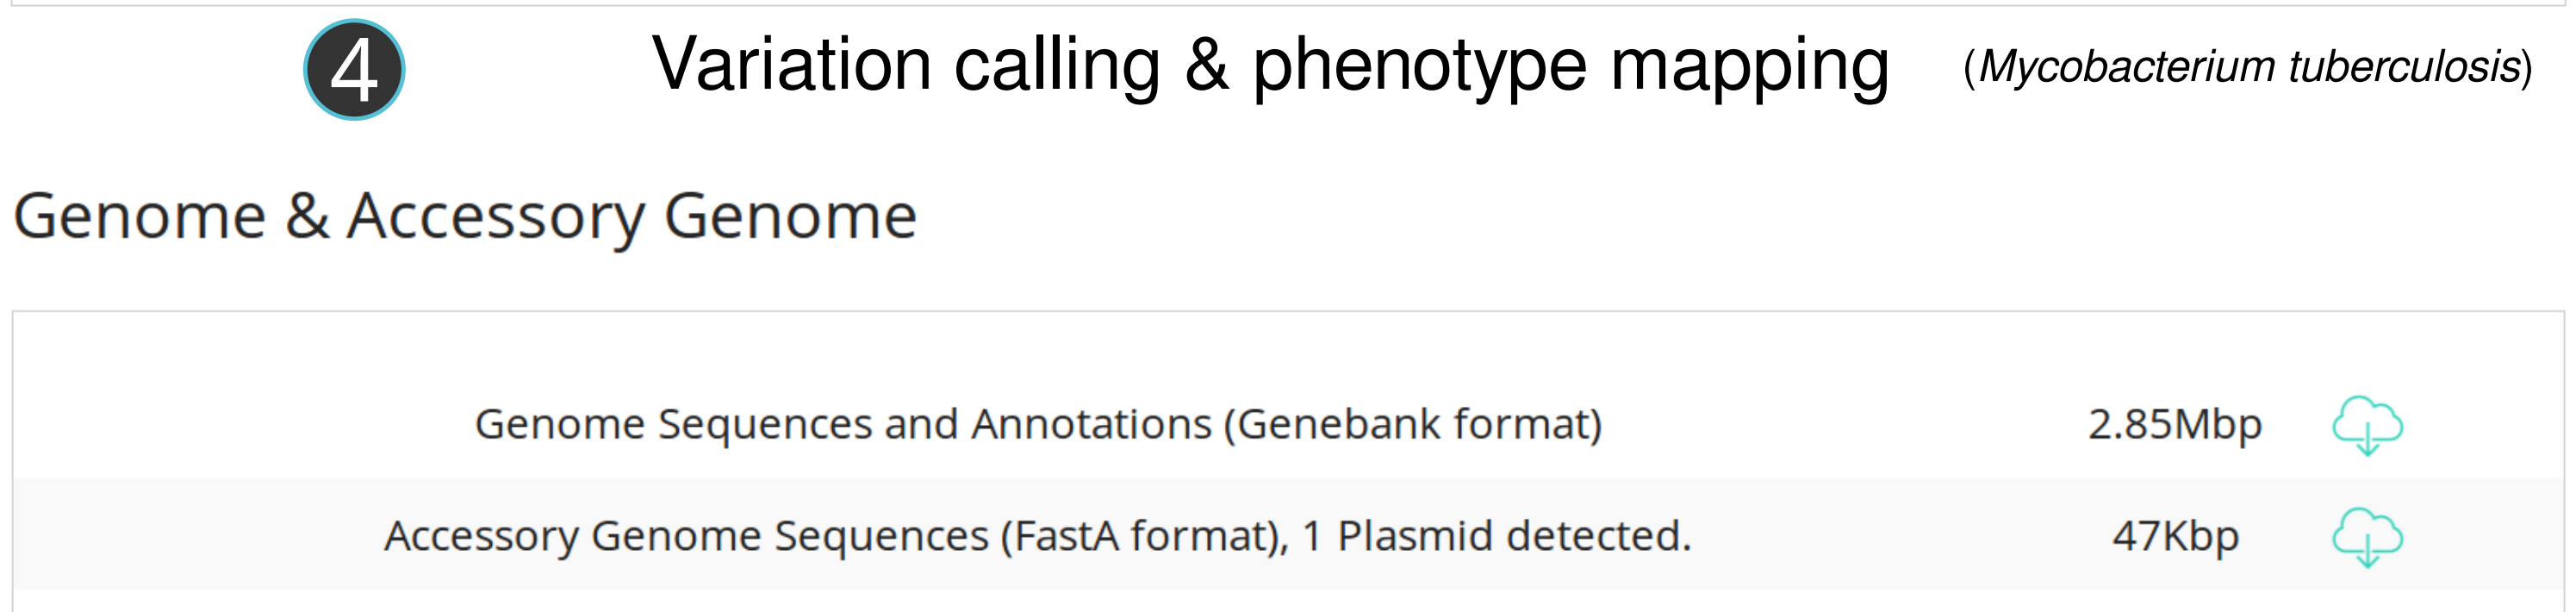 4 Variation calling & phenotype mapping (Mycobacterium tuberculosis)
Genome & Accessory Genome
Genome Sequences and Annotations (Genebank format) 2.85Mbp
Accessory Genome Sequences (FastA format), 1 Plasmid detected. 47Kbp